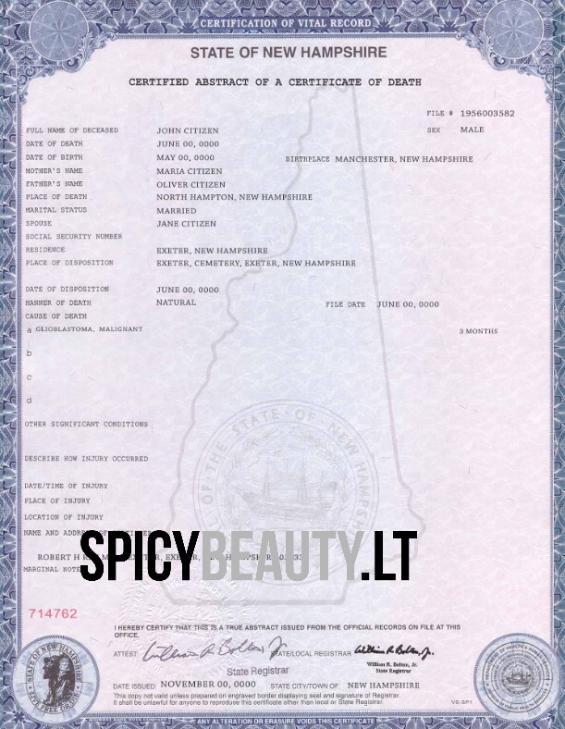 CERTIFICATION OF VITAL RECORD
STATE OF NEW HAMPSHIRE
CERTIFIED ABSTRACT OF A CERTIFICATE OF DEATH
FILE # 1956003582
FULL NAME OF DECEASED JOHN CITIZEN SEX MALE
DATE OF DEATH JUNE 00, 0000
DATE OF BIRTH MAY 00, 0000 BIRTHPLACE MANCHESTER, NEW HAMPSHIRE
MOTHER'S NAME MARIA CITIZEN
FATHER'S NAME OLIVER CITIZEN
PLACE OF DEATH NORTH HAMPTON, NEW HAMPSHIRE
MARITAL STATUS MARRIED
SPOUSE JANE CITIZEN
SOCIAL SECURITY NUMBER
RESIDENCE EXETER, NEW HAMPSHIRE
PLACE OF DISPOSITION EXETER, CEMETERY, EXETER, NEW HAMPSHIRE
DATE OF DISPOSITION JUNE 00, 0000
MANNER OF DEATH NATURAL FILE DATE JUNE 00, 0000
CAUSE OF DEATH
a GLIOBLASTOMA, MALIGNANT 3 MONTHS
b
c
d
OTHER SIGNIFICANT CONDITIONS
DESCRIBE HOW INJURY OCCURRED
DATE/TIME OF INJURY
PLACE OF INJURY
LOCATION OF INJURY
NAME AND
ROBERT H
SPICYBEAUTY.LT
MARGINAL
714762
I HEREBY CERTIFY THAT THIS IS A TRUE ABSTRACT ISSUED FROM THE OFFICIAL RECORDS ON FILE AT THIS
OFFICE.
ATTEST: William R Bolton Jr STATE/LOCAL REGISTRAR William R. Bolton, Jr.
William R. Bolton, Jr.
State Registrar State Registrar
DATE ISSUED NOVEMBER 00, 0000 STATE CITY/TOWN OF NEW HAMPSHIRE
This copy not valid unless prepared on engraved border displaying seal and signature of Registrar.
It shall be unlawful for anyone to reproduce this certificate other than local or State Registrar. VS-SP1
ANY ALTERATION OR ERASURE VOIDS THIS CERTIFICATE